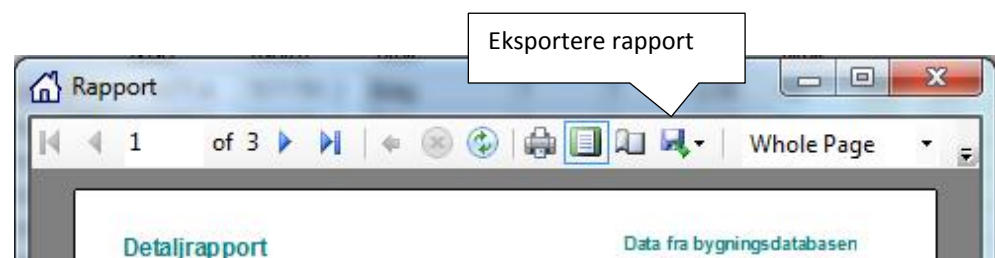 Eksportere rapport
Rapport
1 of 3 Whole Page
Detaljrapport
Data fra bygningsdatabasen